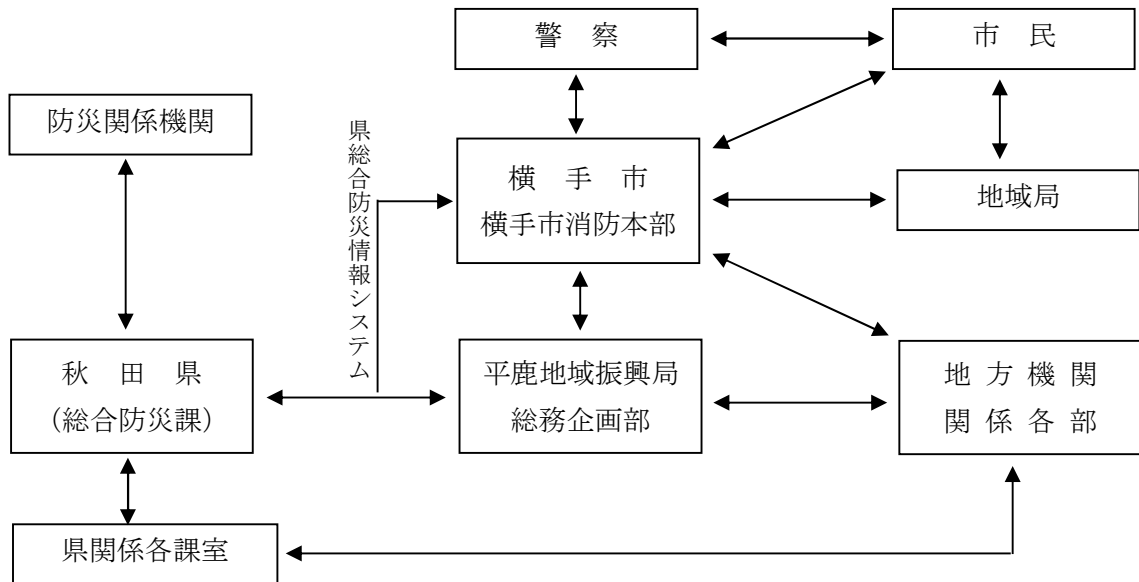 警　察
市　民
防災関係機関
県総合防災情報システム
横　手　市
横手市消防本部
地域局
秋　田　県
（総合防災課）
平鹿地域振興局
総務企画部
地 方 機 関
関 係 各 部
県関係各課室